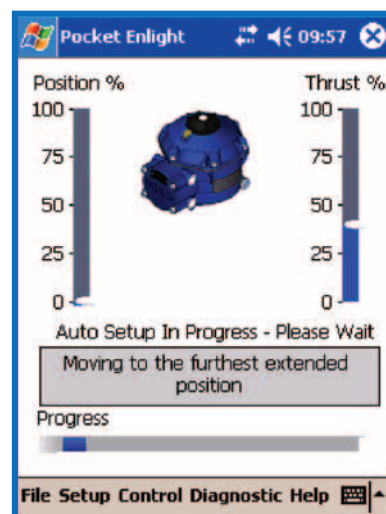 Pocket Enlight 09:57
Position % Thrust %
100 100
75 75
50 50
25 25
0 0
Auto Setup In Progress - Please Wait
Moving to the furthest extended
position
Progress
File Setup Control Diagnostic Help